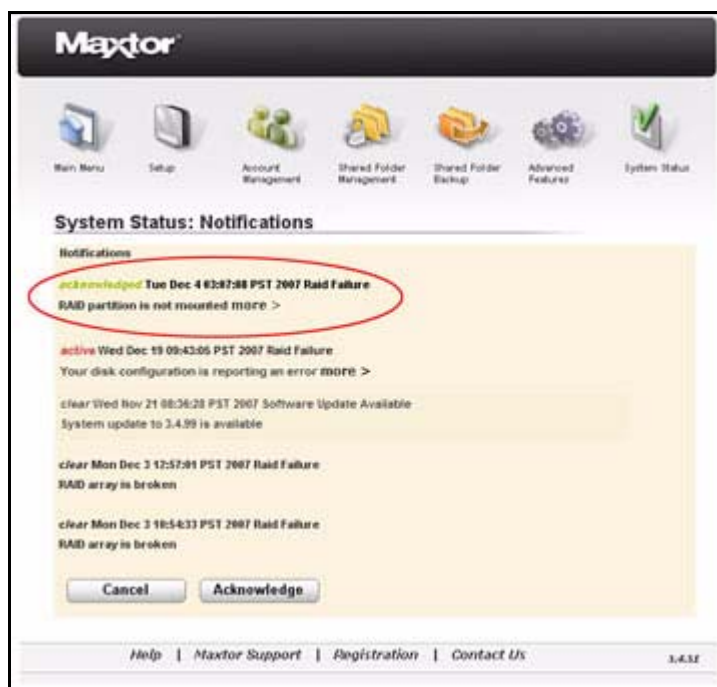 Maxtor
Main Menu
Setup
Account Management
Shared Folder Management
Shared Folder Backup
Advanced Features
System Status
System Status: Notifications
Notifications
acknowledged Tue Dec 4 03:07:08 PST 2007 Raid Failure
RAID partition is not mounted more >
active Wed Dec 19 09:43:05 PST 2007 Raid Failure
Your disk configuration is reporting an error more >
clear Wed Nov 21 08:36:28 PST 2007 Software Update Available
System update to 3.4.99 is available
clear Mon Dec 3 12:57:01 PST 2007 Raid Failure
RAID array is broken
clear Mon Dec 3 10:54:33 PST 2007 Raid Failure
RAID array is broken
Cancel
Acknowledge
Help | Maxtor Support | Registration | Contact Us